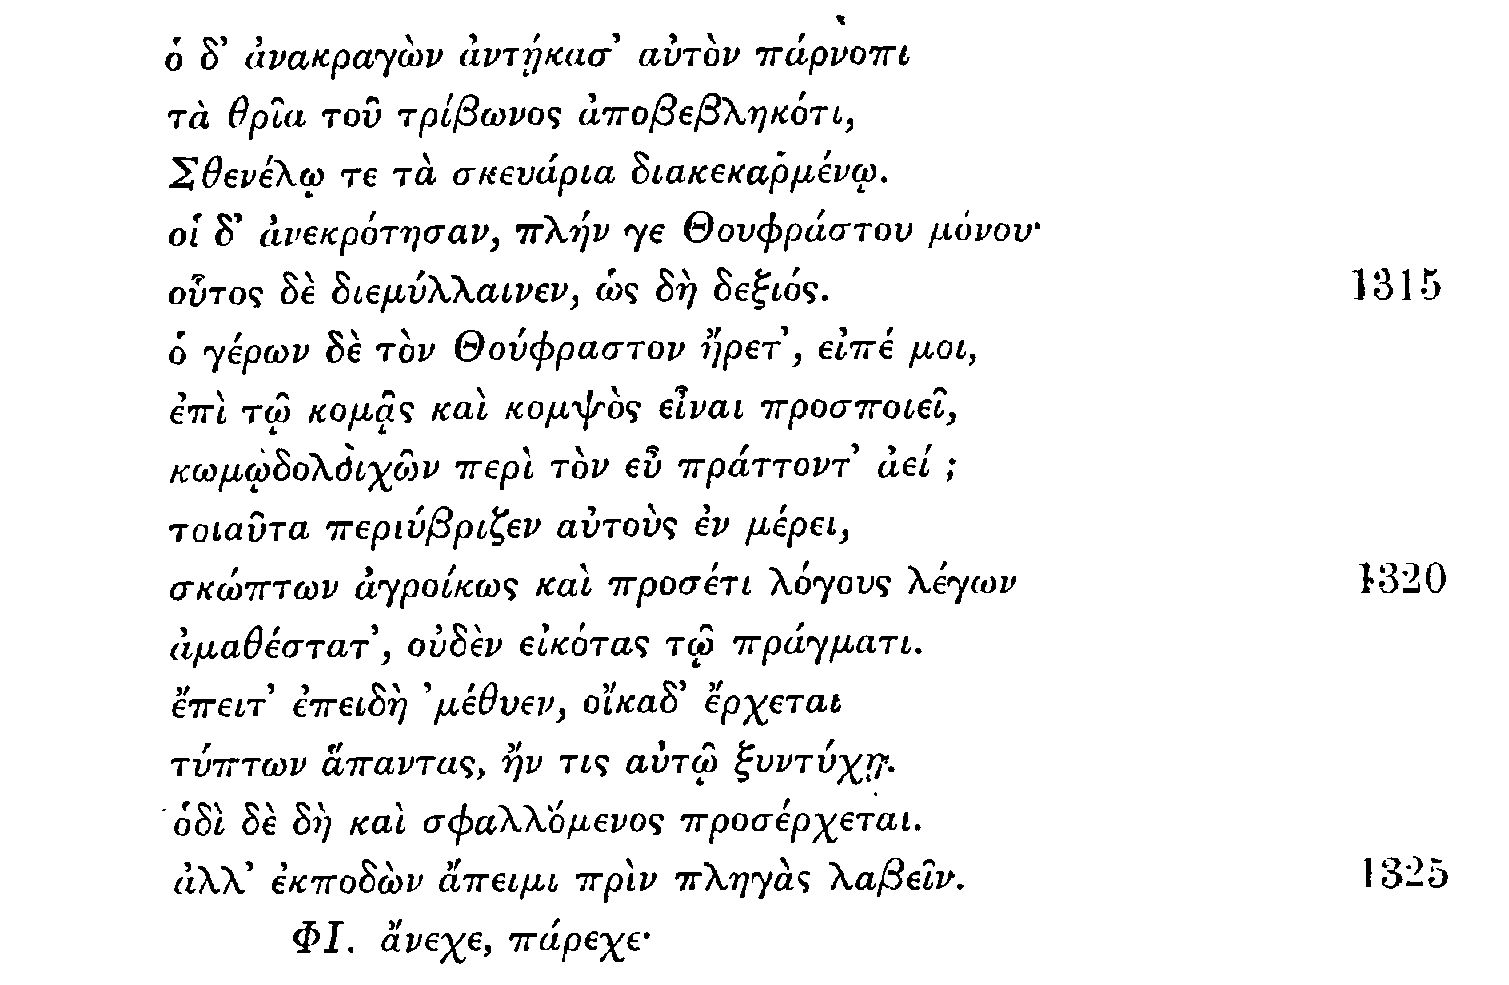 ὁ δ’ ἀνακραγὼν ἀντῄκασ’ αὐτὸν πάρνοπι
τὰ θρῖα τοῦ τρίβωνος ἀποβεβληκότι,
Σθενέλῳ τε τὰ σκευάρια διακεκαρμένῳ.
οἱ δ’ ἀνεκρότησαν, πλήν γε Θουφράστου μόνου·
οὗτος δὲ διεμύλλαινεν, ὡς δὴ δεξιός. 1315
ὁ γέρων δὲ τὸν Θούφραστον ἤρετ’, εἰπέ μοι,
ἐπὶ τῷ κομᾷς καὶ κομψὸς εἶναι προσποιεῖ,
κωμῳδολοιχῶν περὶ τὸν εὖ πράττοντ’ ἀεί ;
τοιαῦτα περιύβριζεν αὐτοὺς ἐν μέρει,
σκώπτων ἀγροίκως καὶ προσέτι λόγους λέγων 1320
ἀμαθέστατ’, οὐδὲν εἰκότας τῷ πράγματι.
ἔπειτ’ ἐπειδὴ ’μέθυεν, οἴκαδ’ ἔρχεται
τύπτων ἅπαντας, ἤν τις αὐτῷ ξυντύχῃ.
ὁδὶ δὲ δὴ καὶ σφαλλόμενος προσέρχεται.
ἀλλ’ ἐκποδὼν ἄπειμι πρὶν πληγὰς λαβεῖν. 1325
ΦΙ. ἄνεχε, πάρεχε·